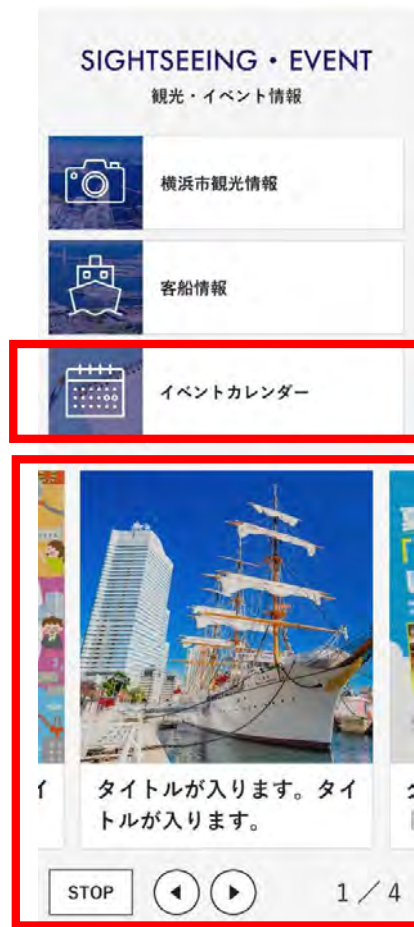 SIGHTSEEING・EVENT
観光・イベント情報
横浜市観光情報
客船情報
イベントカレンダー
タイトルが入ります。タイ
トルが入ります。
STOP
1／4